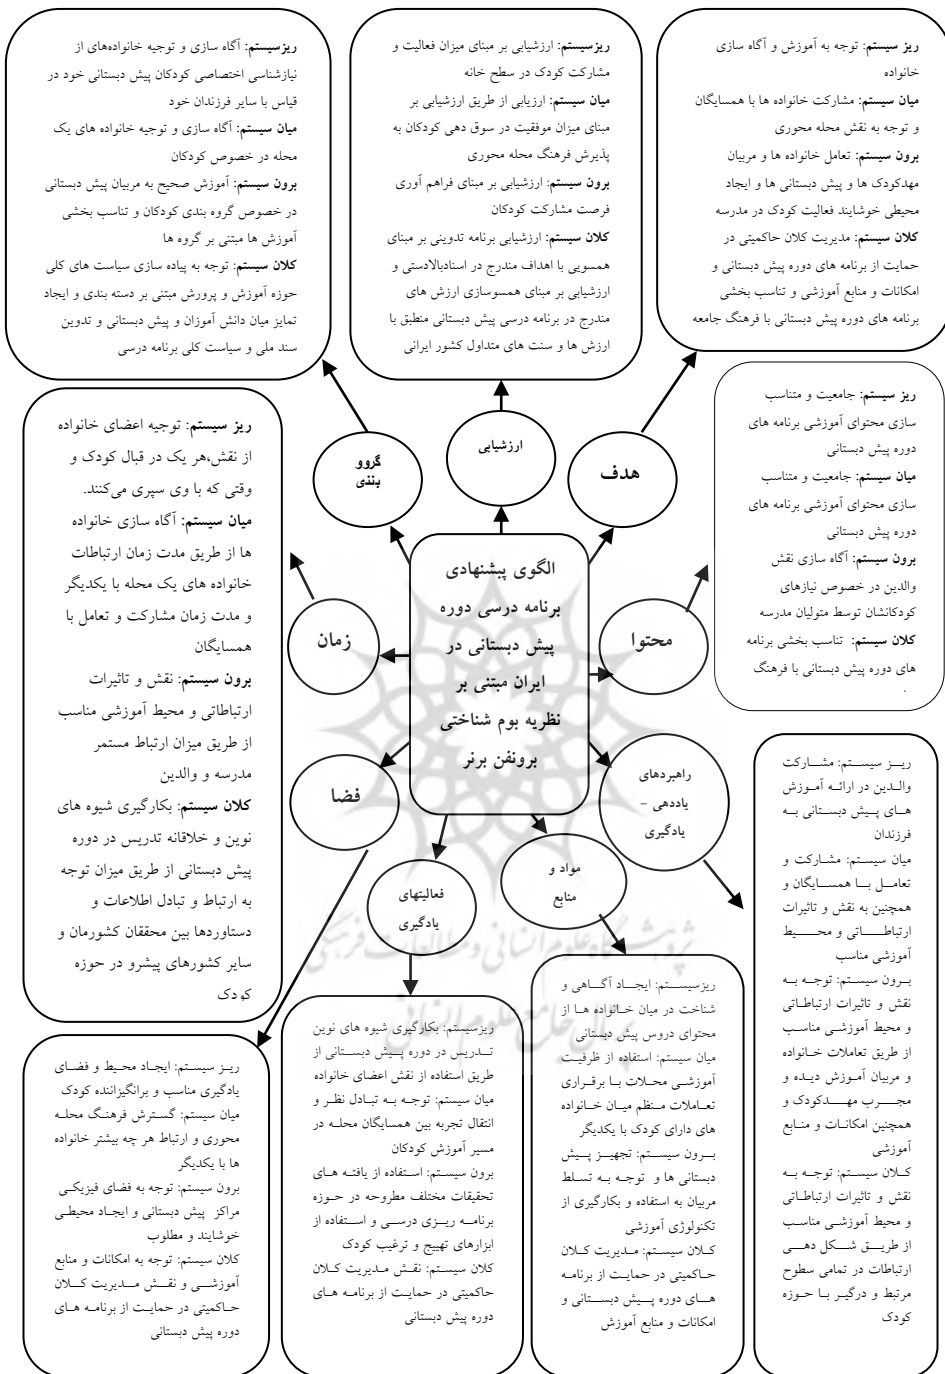 ریز سیستم: توجه به آموزش و آگاه سازی
خانواده
میان سیستم: مشارکت خانواده ها با همسایگان
و توجه به نقش محله محوری
برون سیستم: تعامل خانواده ها و مربیان
مهدکودک ها و پیش دبستانی ها و ایجاد
محیطی خوشایند فعالیت کودک در مدرسه
کلان سیستم: مدیریت کلان حاکمیتی در
حمایت از برنامه های دوره پیش دبستانی و
امکانات و منابع آموزشی و تناسب بخشی
برنامه های دوره پیش دبستانی با فرهنگ جامعه
ریزسیستم: ارزشیابی بر مبنای میزان فعالیت و
مشارکت کودک در سطح خانه
میان سیستم: ارزیابی از طریق ارزشیابی بر
مبنای میزان موفقیت در سوق دهی کودکان به
پذیرش فرهنگ محله محوری
برون سیستم: ارزشیابی بر مبنای فراهم آوری
فرصت مشارکت کودکان
کلان سیستم: ارزشیابی برنامه تدوینی بر مبنای
همسویی با اهداف مندرج در اسنادبالادستی و
ارزشیابی بر مبنای همسوسازی ارزش های
مندرج در برنامه درسی پیش دبستانی منطبق با
ارزش ها و سنت های متداول کشور ایرانی
ریزسیستم: آگاه سازی و توجیه خانواده‌های از
نیازشناسی اختصاصی کودکان پیش دبستانی خود در
قیاس با سایر فرزندان خود
میان سیستم: آگاه سازی و توجیه خانواده های یک
محله در خصوص کودکان
برون سیستم: آموزش صحیح به مربیان پیش دبستانی
در خصوص گروه بندی کودکان و تناسب بخشی
آموزش ها مبتنی بر گروه ها
کلان سیستم: توجه به پیاده سازی سیاست های کلی
حوزه آموزش و پرورش مبتنی بر دسته بندی و ایجاد
تمایز میان دانش آموزان و پیش دبستانی و تدوین
سند ملی و سیاست کلی برنامه درسی
ریز سیستم: جامعیت و متناسب
سازی محتوای آموزشی برنامه های
دوره پیش دبستانی
میان سیستم: جامعیت و متناسب
سازی محتوای آموزشی برنامه های
دوره پیش دبستانی
برون سیستم: آگاه سازی نقش
والدین در خصوص نیازهای
کودکانشان توسط متولیان مدرسه
کلان سیستم: تناسب بخشی برنامه
های دوره پیش دبستانی با فرهنگ
هدف
ارزشیابی
گروو
بندی
ریز سیستم: توجیه اعضای خانواده
از نقش،هر یک در قبال کودک و
وقتی که با وی سپری می‌کنند.
میان سیستم: آگاه سازی خانواده
ها از طریق مدت زمان ارتباطات
خانواده های یک محله با یکدیگر
و مدت زمان مشارکت و تعامل با
همسایگان
برون سیستم: نقش و تاثیرات
ارتباطاتی و محیط آموزشی مناسب
از طریق میزان ارتباط مستمر
مدرسه و والدین
کلان سیستم: بکارگیری شیوه های
نوین و خلاقانه تدریس در دوره
پیش دبستانی از طریق میزان توجه
به ارتباط و تبادل اطلاعات و
دستاوردها بین محققان کشورمان و
سایر کشورهای پیشرو در حوزه
کودک
الگوی پیشنهادی
برنامه درسی دوره
پیش دبستانی در
ایران مبتنی بر
نظریه بوم شناختی
برونفن برنر
محتوا
زمان
راهبردهای
یاددهی –
یادگیری
فضا
مواد و
منابع
فعالیتهای
یادگیری
ریز سیستم: مشارکت
والدین در ارائه آموزش
های پیش دبستانی به
فرزندان
میان سیستم: مشارکت و
تعامل با همسایگان و
همچنین به نقش و تاثیرات
ارتباطاتی و محیط
آموزشی مناسب
برون سیستم: توجه به
نقش و تاثیرات ارتباطاتی
و محیط آموزشی مناسب
از طریق تعاملات خانواده
و مربیان آموزش دیده و
مجرب مهدکودک و
همچنین امکانات و منابع
آموزشی
کلان سیستم: توجه به
نقش و تاثیرات ارتباطاتی
و محیط آموزشی مناسب
از طریق شکل دهی
ارتباطات در تمامی سطوح
مرتبط و درگیر با حوزه
کودک
ریزسیستم: ایجاد آگاهی و
شناخت در میان خانواده ها از
محتوای دروس پیش دبستانی
میان سیستم: استفاده از ظرفیت
آموزشی محلات با برقراری
تعاملات منظم میان خانواده
های دارای کودک با یکدیگر
برون سیستم: تجهیز پیش
دبستانی ها و توجه به تسلط
مربیان به استفاده و بکارگیری از
تکنولوژی آموزشی
کلان سیستم: مدیریت کلان
حاکمیتی در حمایت از برنامه
های دوره پیش دبستانی و
امکانات و منابع آموزش
ریزسیستم: بکارگیری شیوه های نوین
تدریس در دوره پیش دبستانی از
طریق استفاده از نقش اعضای خانواده
میان سیستم: توجه به تبادل نظر و
انتقال تجربه بین همسایگان محله در
مسیر آموزش کودکان
برون سیستم: استفاده از یافته های
تحقیقات مختلف مطروحه در حوزه
برنامه ریزی درسی و استفاده از
ابزارهای تهییج و ترغیب کودک
کلان سیستم: نقش مدیریت کلان
حاکمیتی در حمایت از برنامه های
دوره پیش دبستانی
ریز سیستم: ایجاد محیط و فضای
یادگیری مناسب و برانگیزاننده کودک
میان سیستم: گسترش فرهنگ محله
محوری و ارتباط هر چه بیشتر خانواده
ها با یکدیگر
برون سیستم: توجه به فضای فیزیکی
مراکز پیش دبستانی و ایجاد محیطی
خوشایند و مطلوب
کلان سیستم: توجه به امکانات و منابع
آموزشی و نقش مدیریت کلان
حاکمیتی در حمایت از برنامه های
دوره پیش دبستانی
پژوهشگاه علوم انسانی و مطالعات فرهنگی
پرتال جامع علوم انسانی